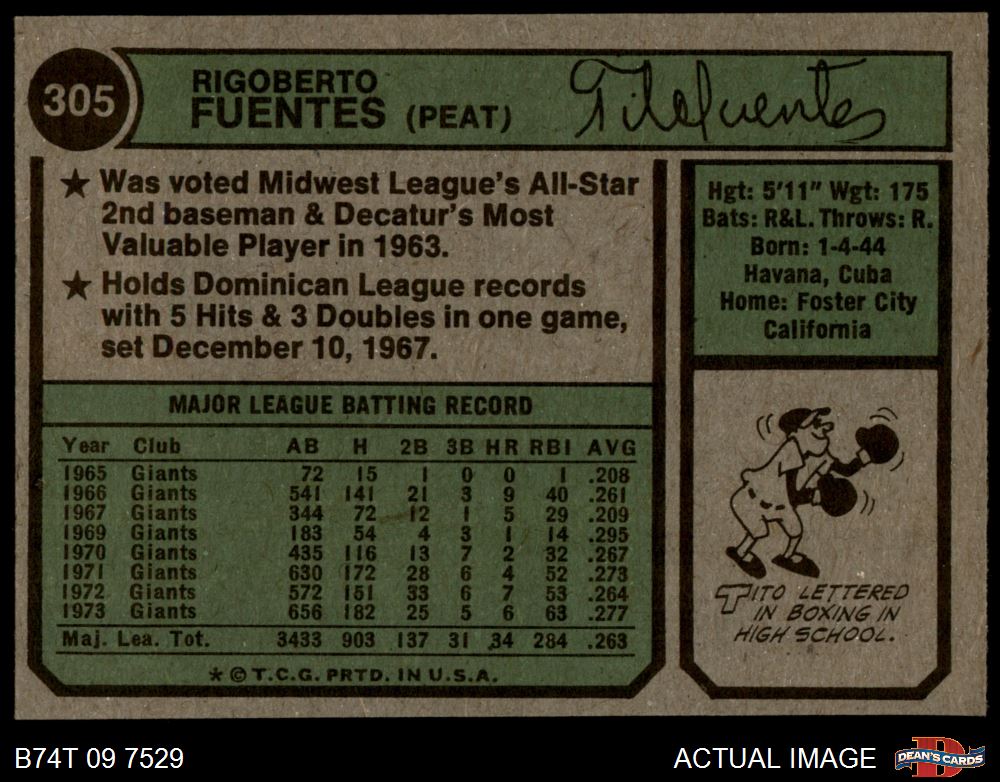 305
RIGOBERTO
FUENTES (PEAT)
Tito Fuentes
★ Was voted Midwest League's All-Star
2nd baseman & Decatur's Most
Valuable Player in 1963.
★ Holds Dominican League records
with 5 Hits & 3 Doubles in one game,
set December 10, 1967.
Hgt: 5'11" Wgt: 175
Bats: R&L. Throws: R.
Born: 1-4-44
Havana, Cuba
Home: Foster City
California
MAJOR LEAGUE BATTING RECORD
Year Club AB H 2B 3B HR RBI AVG
1965 Giants 72 15 1 0 0 1 .208
1966 Giants 541 141 21 3 9 40 .261
1967 Giants 344 72 12 1 5 29 .209
1969 Giants 183 54 4 3 1 14 .295
1970 Giants 435 116 13 7 2 32 .267
1971 Giants 630 172 28 6 4 52 .273
1972 Giants 572 151 33 6 7 53 .264
1973 Giants 656 182 25 5 6 63 .277
Maj. Lea. Tot. 3433 903 137 31 34 284 .263
* © T.C.G. PRTD. IN U.S.A.
TITO LETTERED
IN BOXING IN
HIGH SCHOOL.
B74T 09 7529
ACTUAL IMAGE
D
DEAN'S CARDS